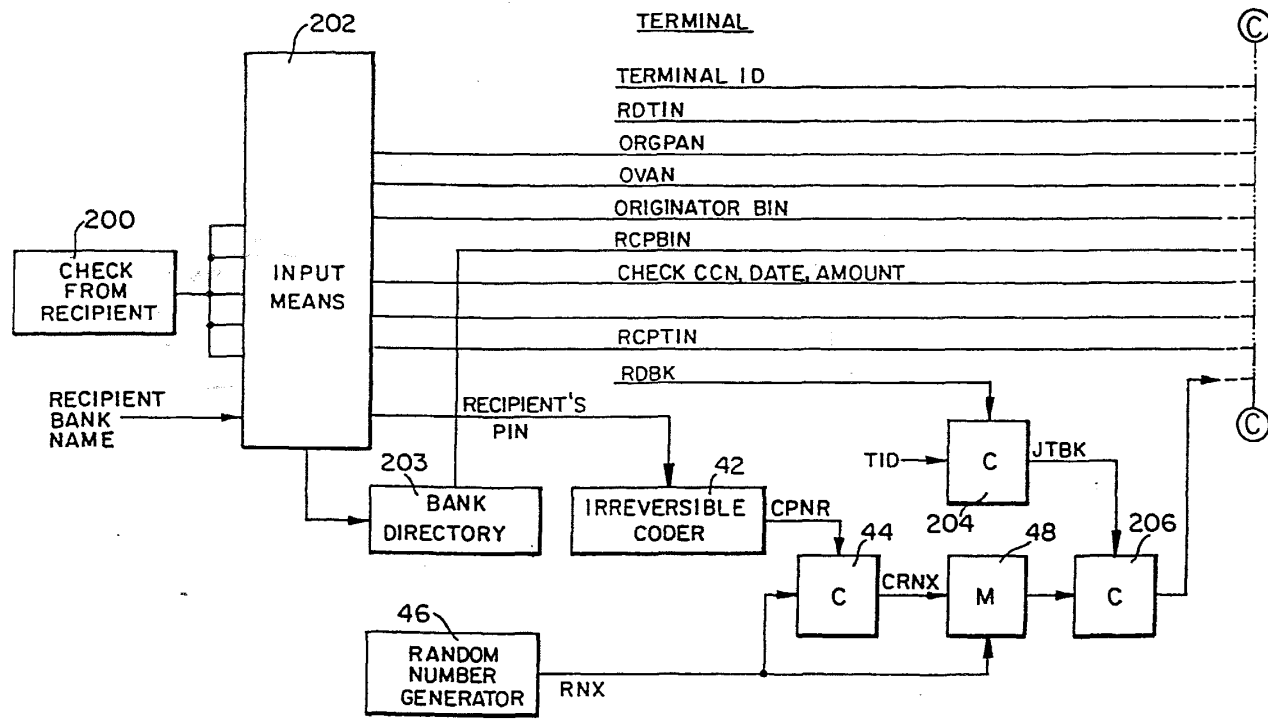 TERMINAL
202
C
TERMINAL ID
RDTIN
ORGPAN
OVAN
ORIGINATOR BIN
RCPBIN
CHECK CCN, DATE, AMOUNT
RCPTIN
RDBK
200
CHECK
FROM
RECIPIENT
INPUT
MEANS
RECIPIENT
BANK
NAME
RECIPIENT'S
PIN
C
TID
C
JTBK
204
203
BANK
DIRECTORY
42
IRREVERSIBLE
CODER
CPNR
44
C
CRNX
48
M
206
C
46
RANDOM
NUMBER
GENERATOR
RNX